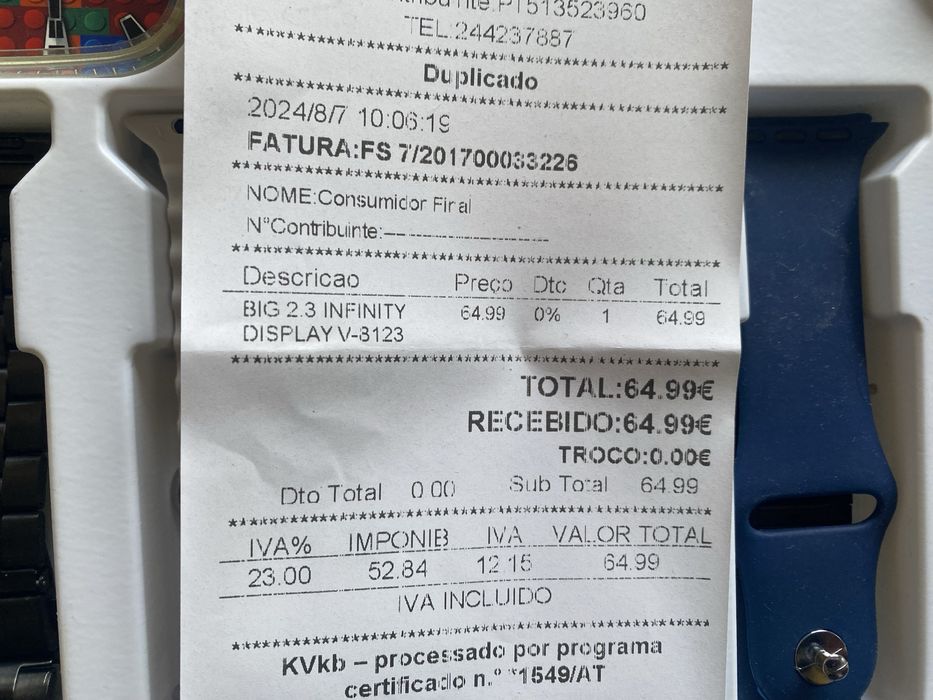 PT513523960
TEL:244237887
Duplicado
2024/8/7 10:06:19
FATURA:FS 7/201700033226
NOME:Consumidor Final
N°Contribuinte:
Descricao Preço Dtc Qta Total
BIG 2.3 INFINITY 64.99 0% 1 64.99
DISPLAY V-8123
TOTAL:64.99€
RECEBIDO:64.99€
TROCO:0.00€
Dto Total 0.00 Sub Total 64.99
IVA% IMPONIB IVA VALOR TOTAL
23.00 52.84 12.15 64.99
IVA INCLUIDO
KVkb – processado por programa
certificado n.º *1549/AT